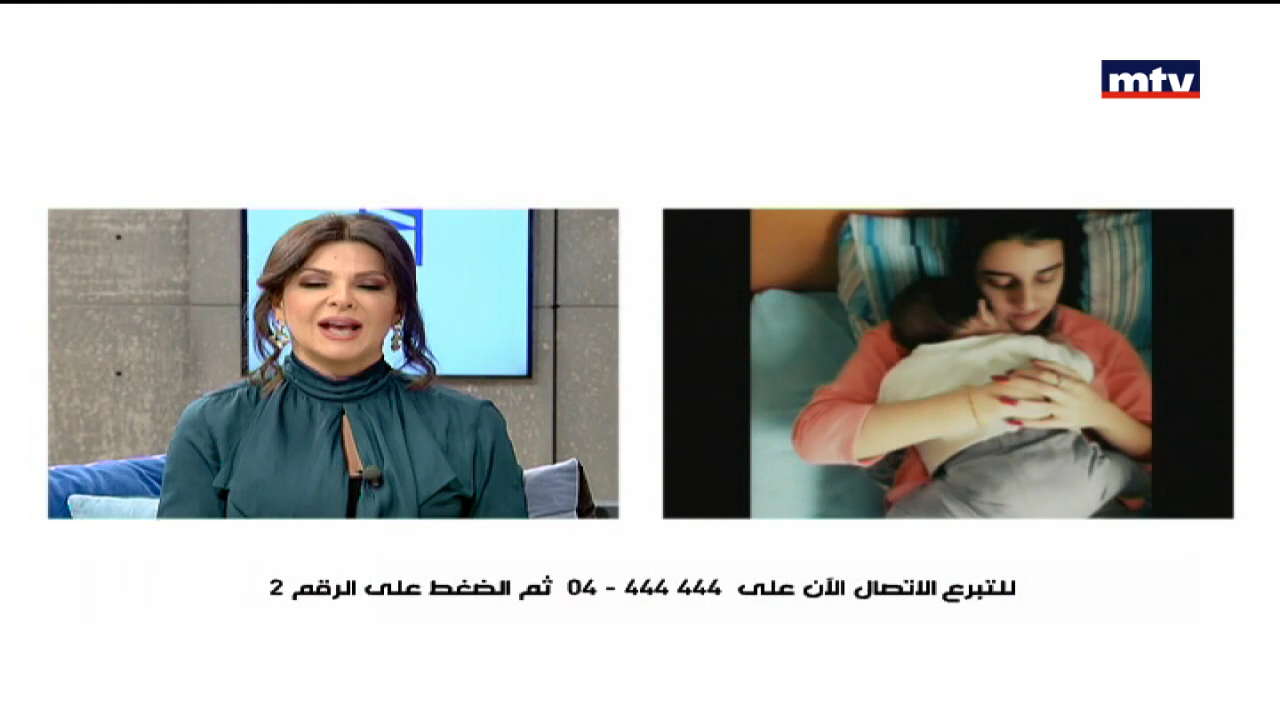 mtv
للتبرع الاتصال الآن على 444 444 - 04 ثم الضغط على الرقم 2